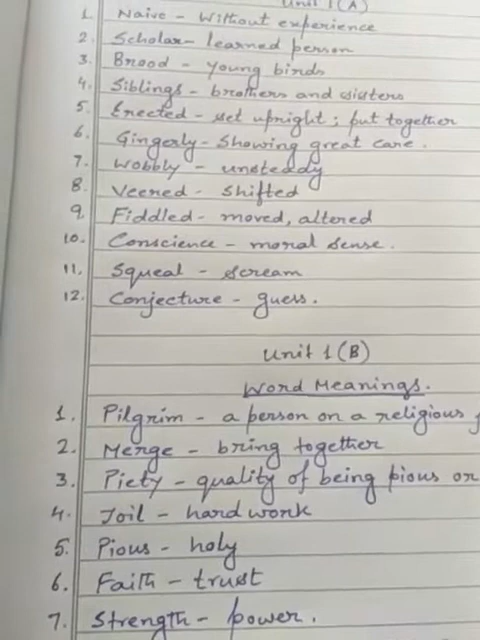 Unit 1(A)
1. Naive - Without experience
2. Scholar - learned person
3. Brood - young birds
4. Siblings - brothers and sisters
5. Erected - set upright; put together
6. Gingerly - Showing great care.
7. Wobbly - unsteady
8. Veered - Shifted
9. Fiddled - moved, altered
10. Conscience - moral sense.
11. Squeal - scream
12. Conjecture - guess.
Unit 1(B)
Word Meanings.
1. Pilgrim - a person on a religious
2. Merge - bring together
3. Piety - quality of being pious or
4. Toil - hard work
5. Pious - holy
6. Faith - trust
7. Strength - power.